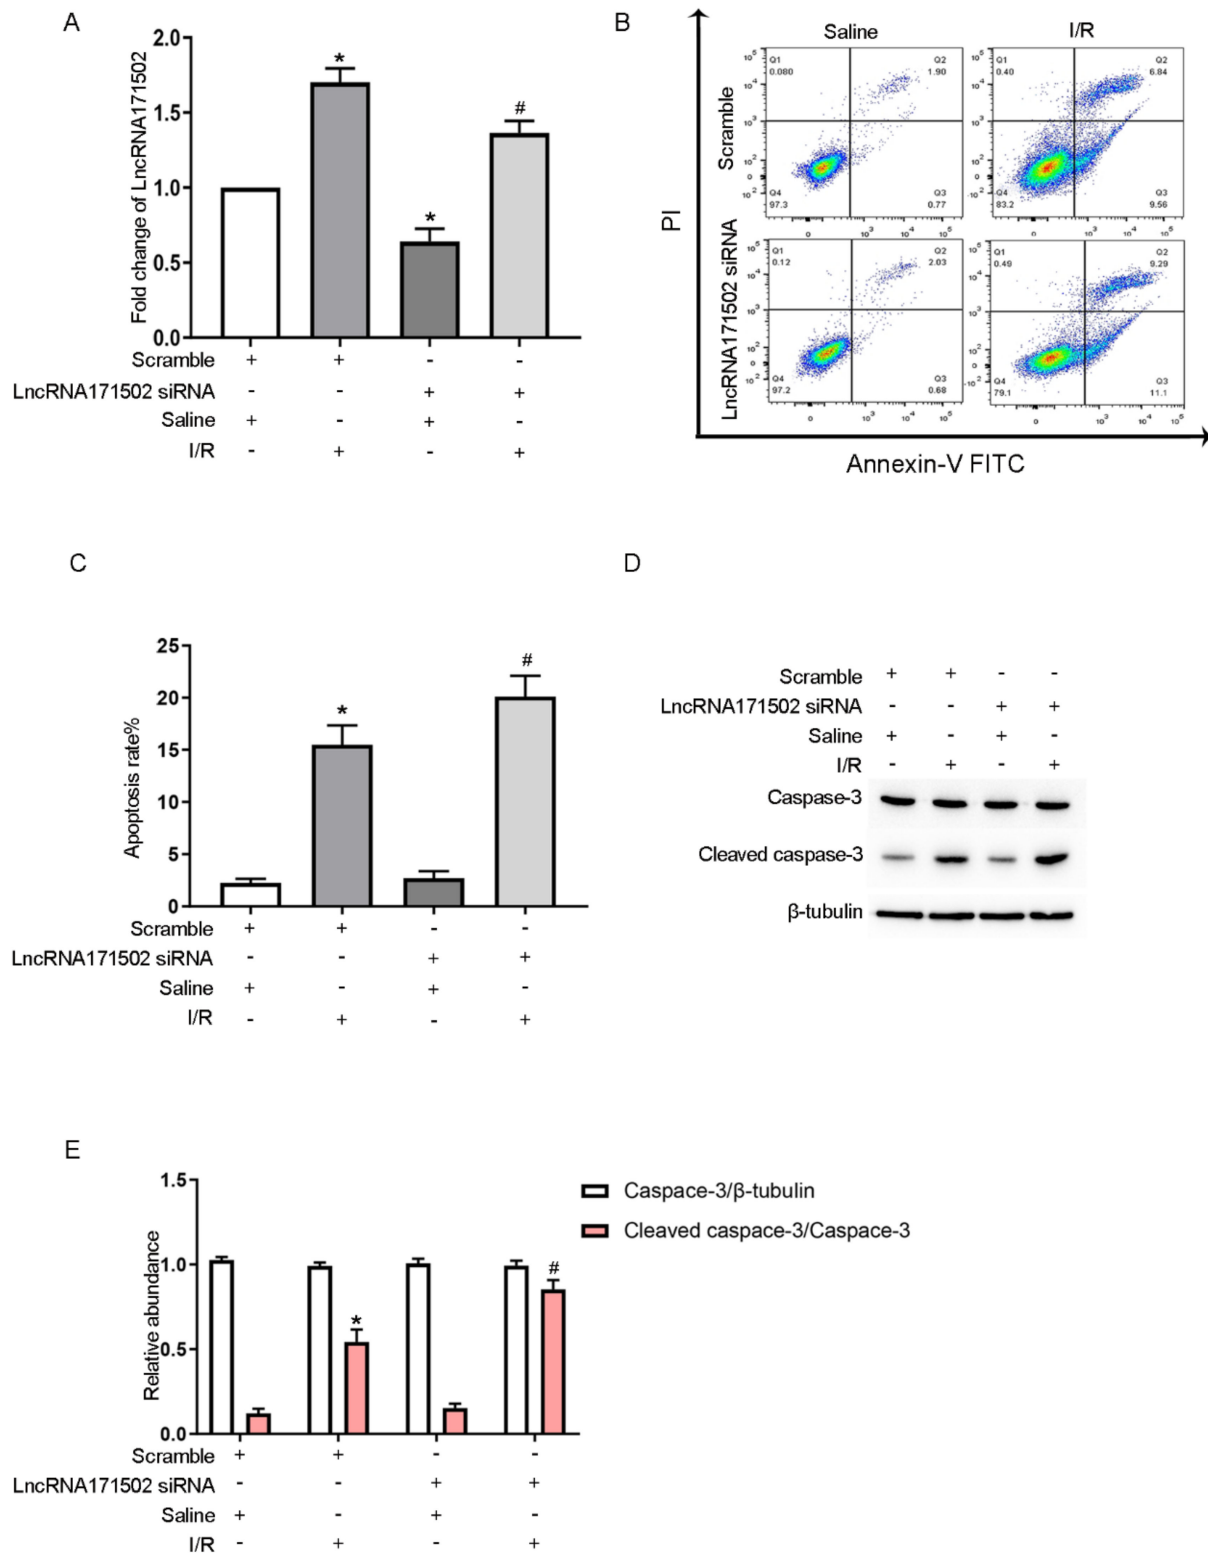 A
2.0
1.5
1.0
0.5
0.0
Fold change of LncRNA171502
*
*
#
Scramble + + - -
LncRNA171502 siRNA - - + +
Saline + - + -
I/R - + - +
B
Saline I/R
Scramble
LncRNA171502 siRNA
PI
Annexin-V FITC
Q1
0.080
Q2
1.90
Q4
97.3
Q3
0.77
Q1
0.40
Q2
6.84
Q4
83.2
Q3
9.56
Q1
0.12
Q2
2.03
Q4
97.2
Q3
0.68
Q1
0.49
Q2
9.29
Q4
79.1
Q3
11.1
C
25
20
15
10
5
0
Apoptosis rate%
*
#
Scramble + + - -
LncRNA171502 siRNA - - + +
Saline + - + -
I/R - + - +
D
Scramble + + - -
LncRNA171502 siRNA - - + +
Saline + - + -
I/R - + - +
Caspase-3
Cleaved caspase-3
β-tubulin
E
1.5
1.0
0.5
0.0
Relative abundance
*
#
Caspace-3/β-tubulin
Cleaved caspace-3/Caspace-3
Scramble + + - -
LncRNA171502 siRNA - - + +
Saline + - + -
I/R - + - +